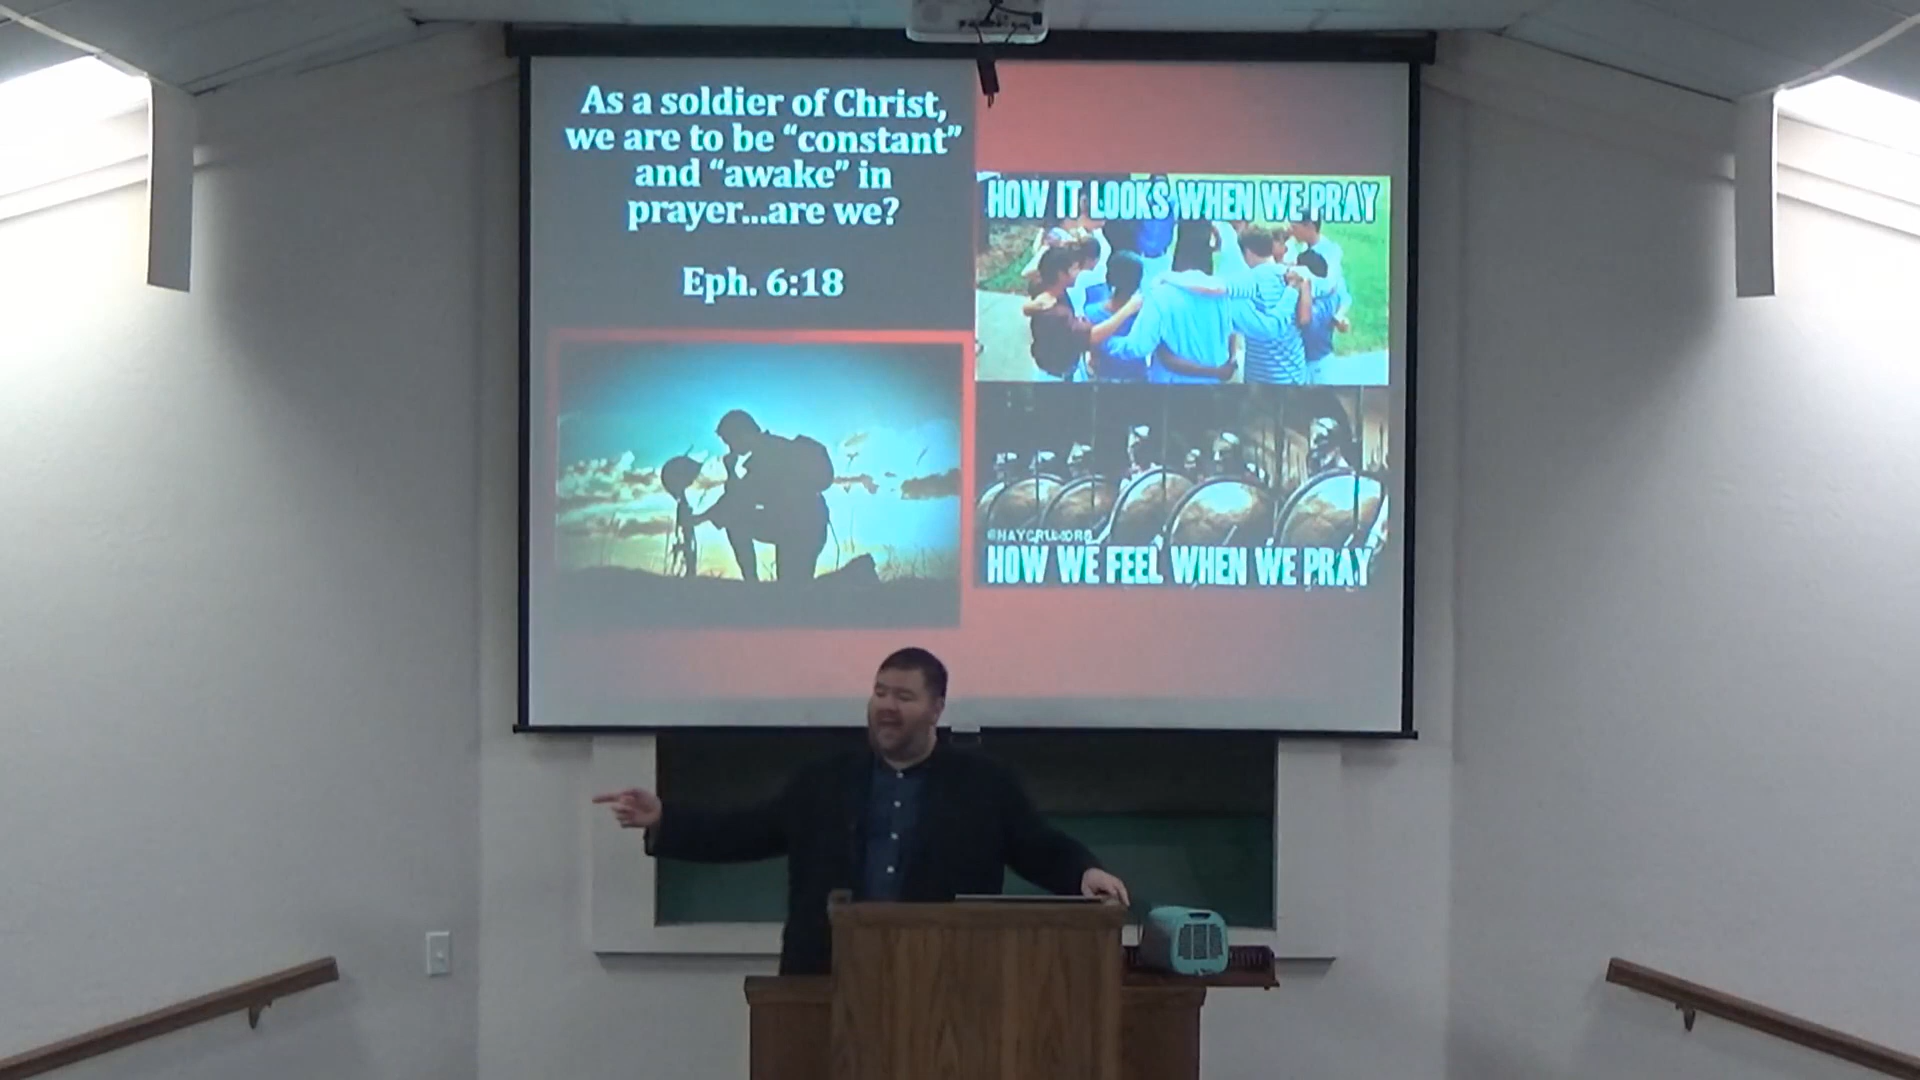 As a soldier of Christ,
we are to be “constant”
and “awake” in
prayer...are we?
Eph. 6:18
HOW IT LOOKS WHEN WE PRAY
HOW WE FEEL WHEN WE PRAY